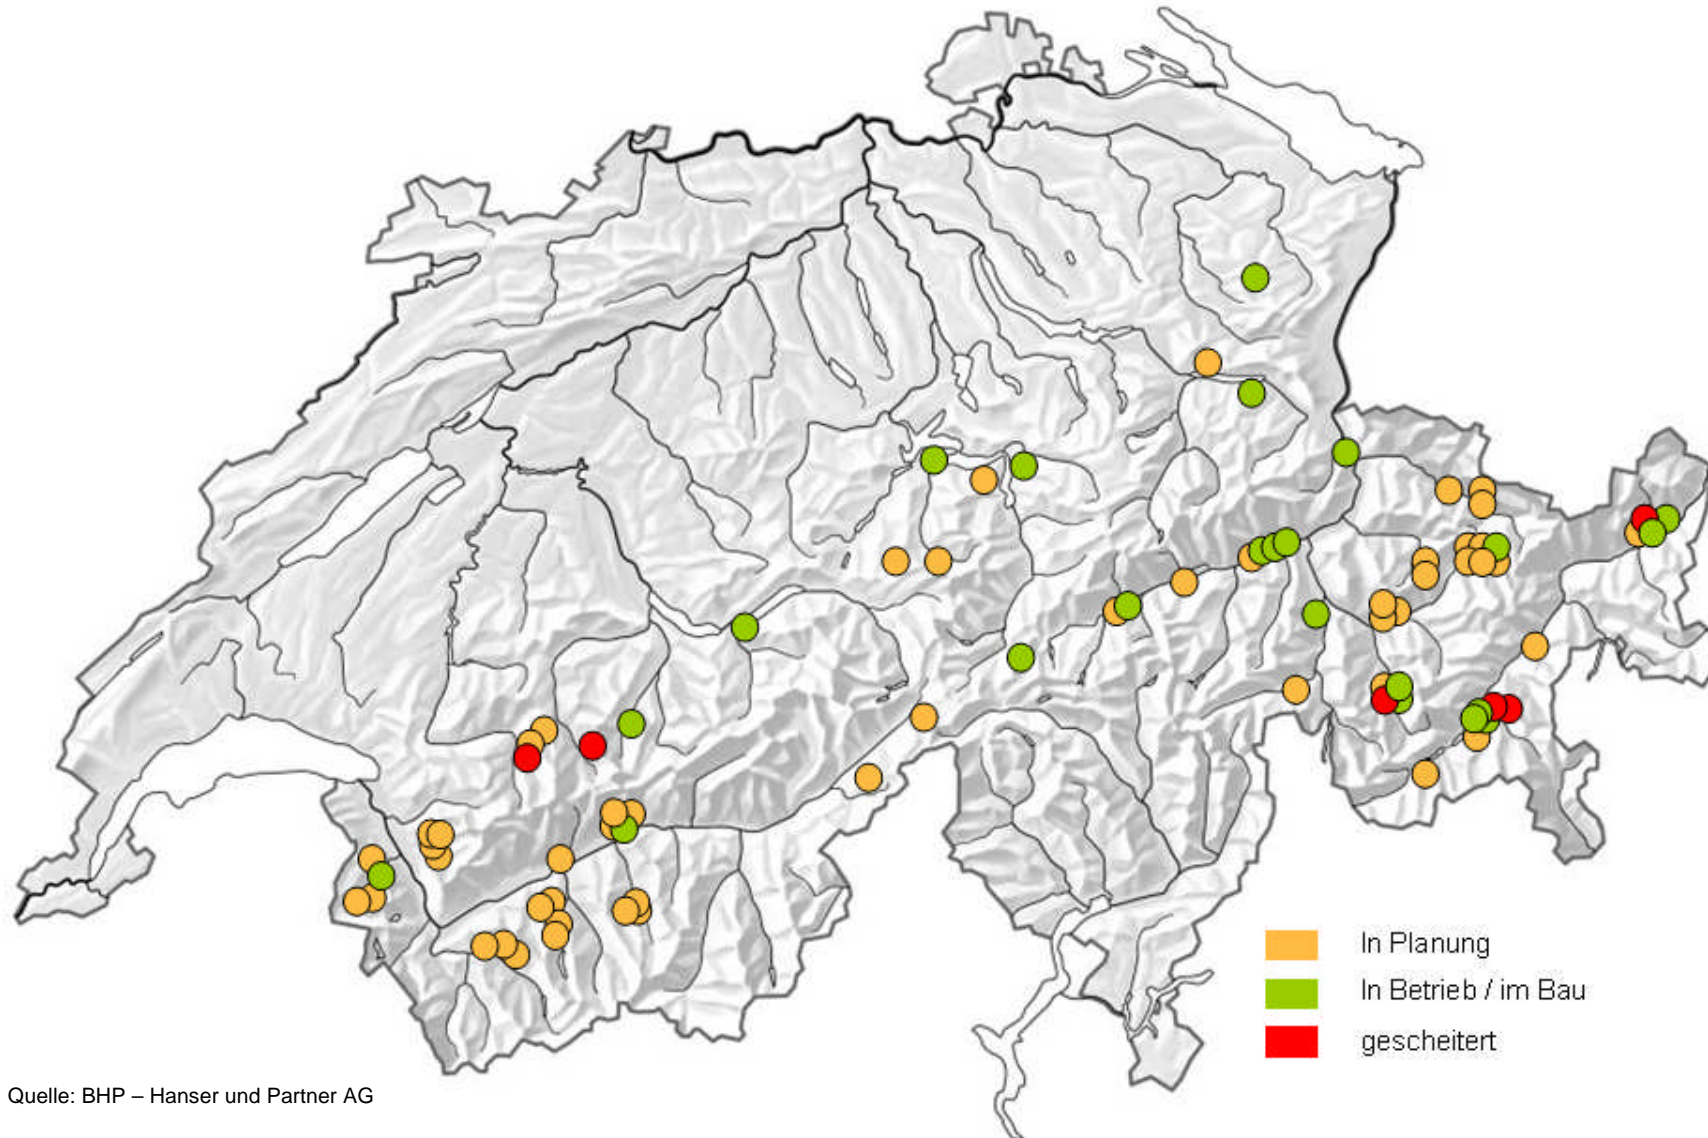 In Planung
In Betrieb / im Bau
gescheitert
Quelle: BHP – Hanser und Partner AG